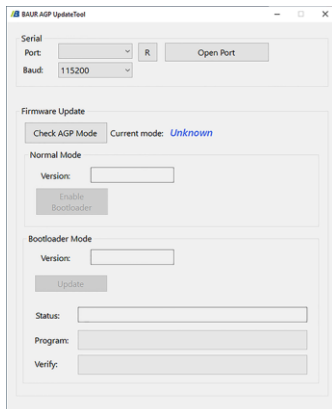 BAUR AGP UpdateTool
Serial
Port: R Open Port
Baud: 115200
Firmware Update
Check AGP Mode Current mode: Unknown
Normal Mode
Version:
Enable
Bootloader
Bootloader Mode
Version:
Update
Status:
Program:
Verify: